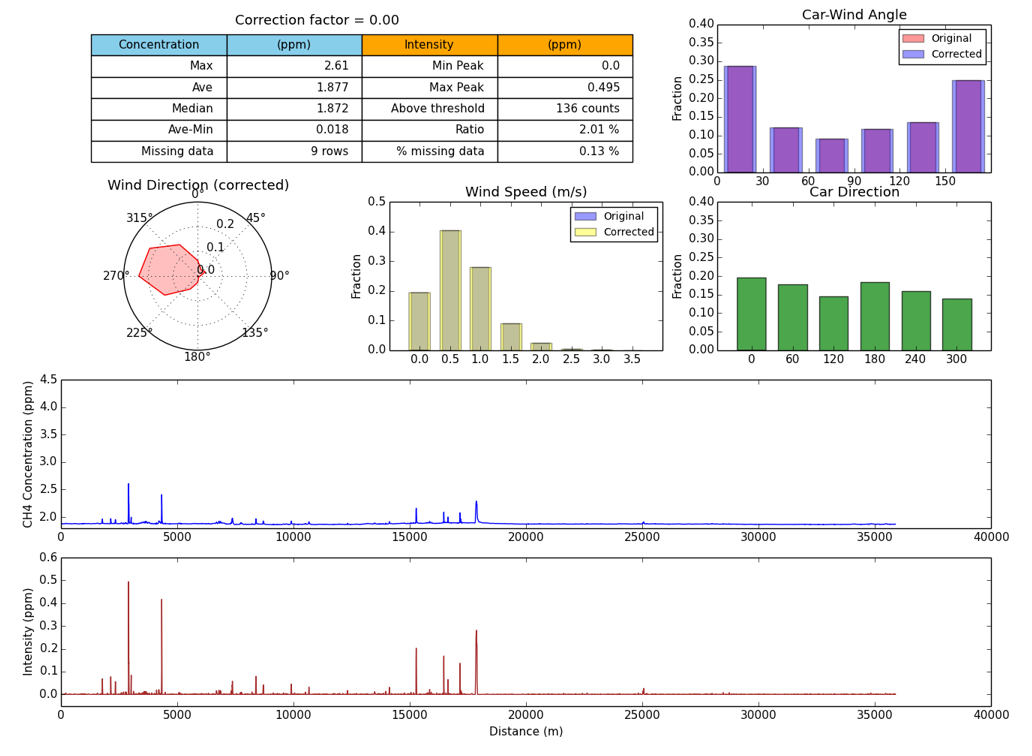 Correction factor = 0.00
Concentration (ppm) Intensity (ppm)
Max 2.61 Min Peak 0.0
Ave 1.877 Max Peak 0.495
Median 1.872 Above threshold 136 counts
Ave-Min 0.018 Ratio 2.01 %
Missing data 9 rows % missing data 0.13 %
Car-Wind Angle
Original
Corrected
Fraction
0.40
0.35
0.30
0.25
0.20
0.15
0.10
0.05
0.00
0 30 60 90 120 150
Wind Direction (corrected)
0°
45°
90°
135°
180°
225°
270°
315°
0.2
0.1
0.0
Wind Speed (m/s)
Original
Corrected
Fraction
0.5
0.4
0.3
0.2
0.1
0.0
0.0 0.5 1.0 1.5 2.0 2.5 3.0 3.5
Car Direction
Fraction
0.40
0.35
0.30
0.25
0.20
0.15
0.10
0.05
0.00
0 60 120 180 240 300
CH4 Concentration (ppm)
4.5
4.0
3.5
3.0
2.5
2.0
0 5000 10000 15000 20000 25000 30000 35000 40000
Intensity (ppm)
0.6
0.5
0.4
0.3
0.2
0.1
0.0
0 5000 10000 15000 20000 25000 30000 35000 40000
Distance (m)